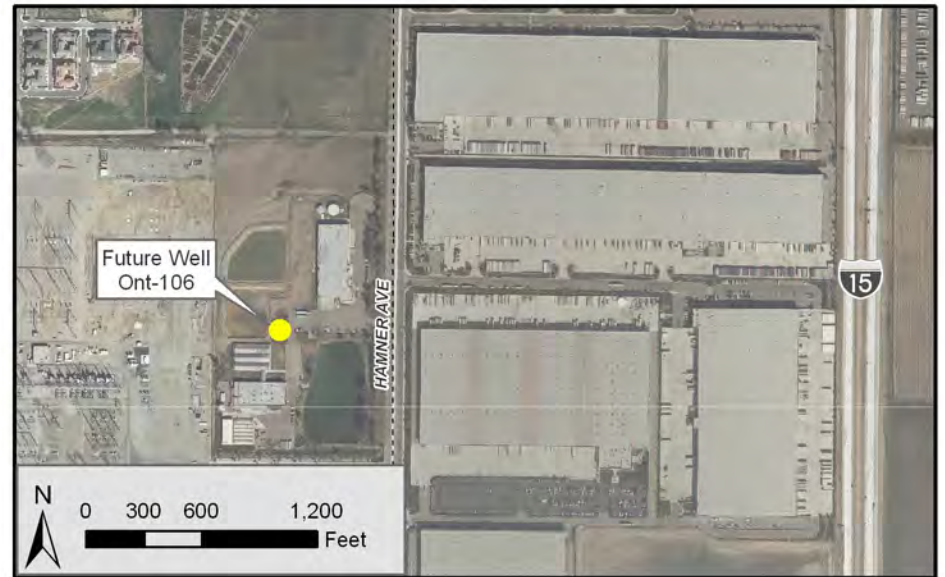 Future Well
Ont-106
HAMNER AVE
15
N
0 300 600 1,200
Feet